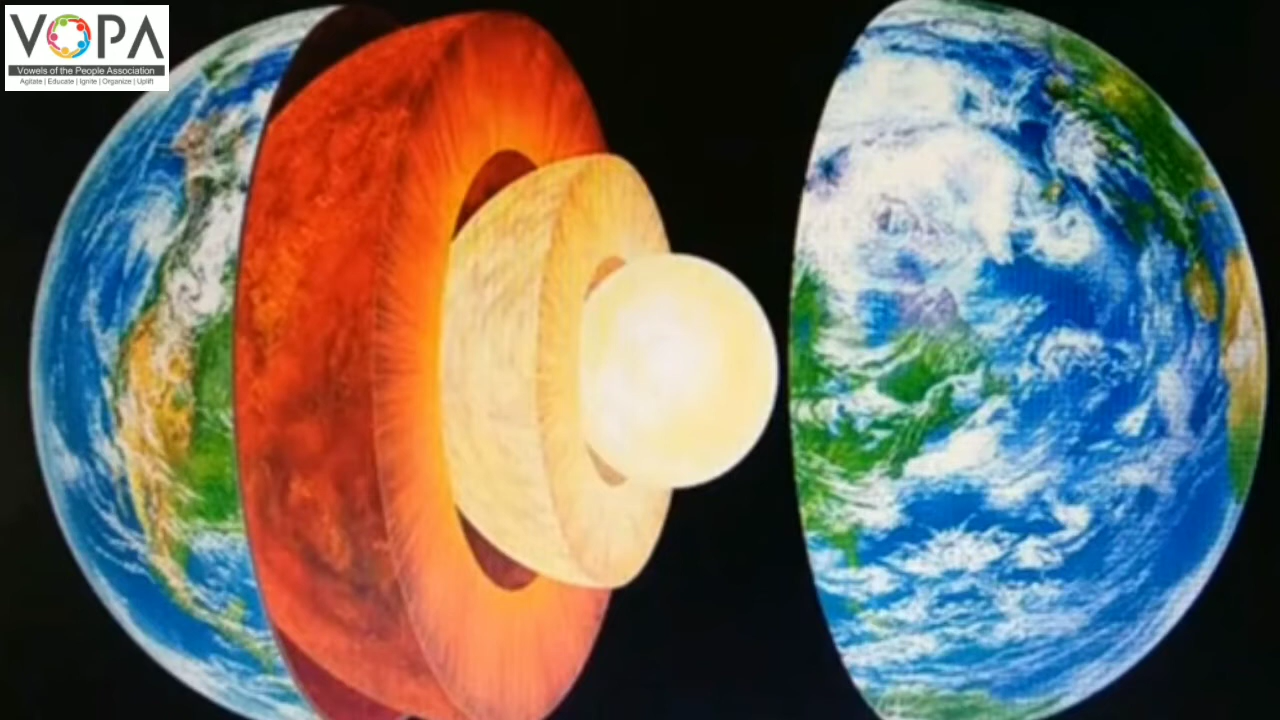 VOPA
Vowels of the People Association
Agitate | Educate | Ignite | Organize | Uplift